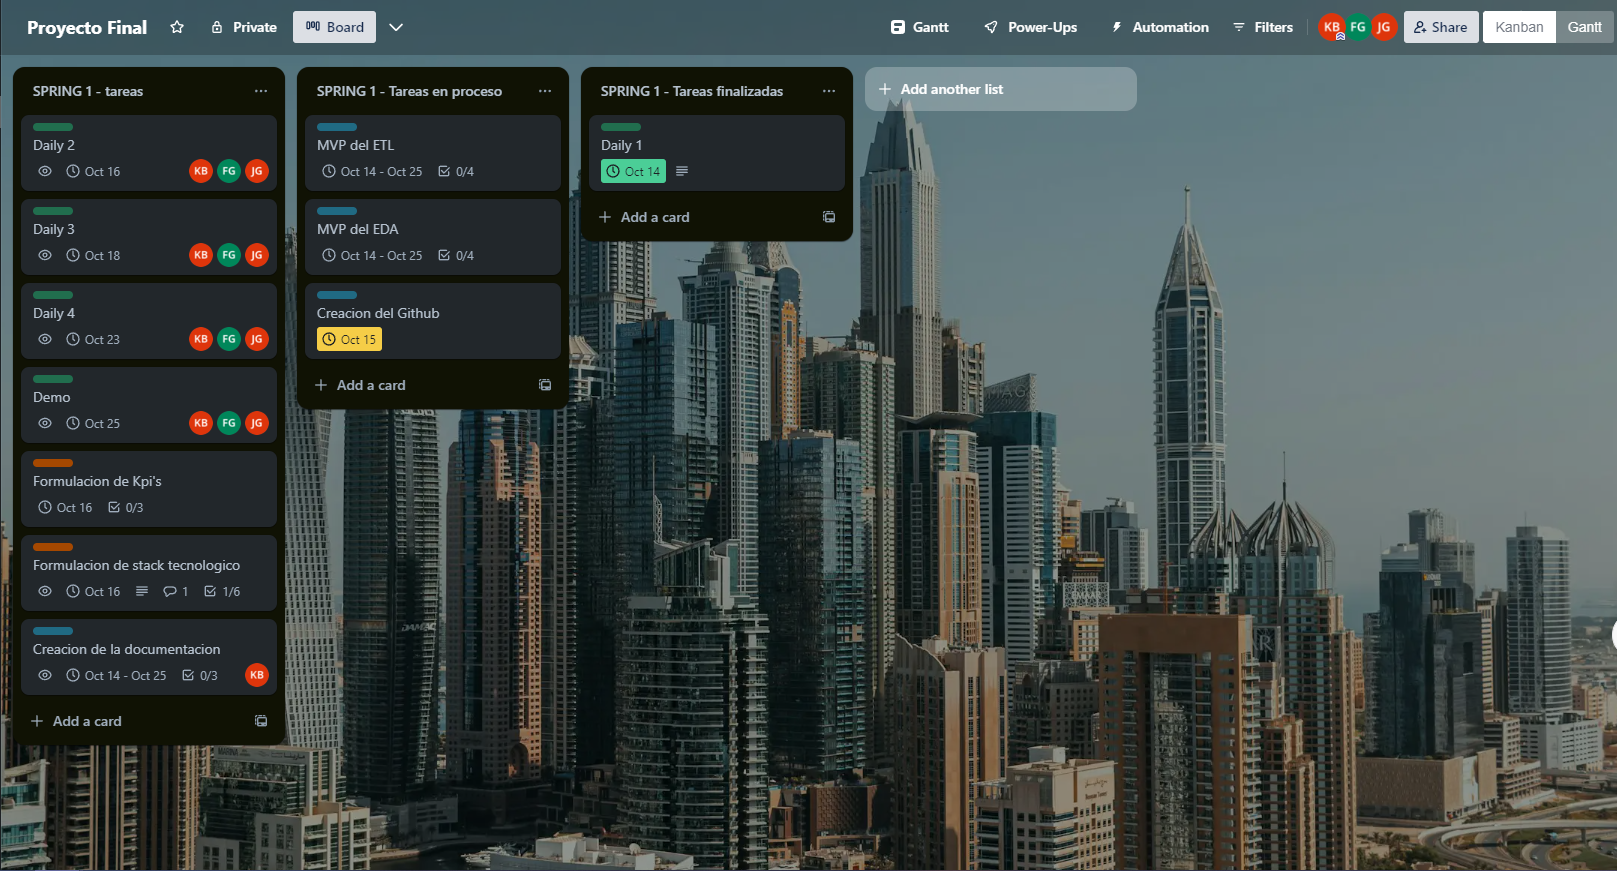 Proyecto Final
Private
Board
Gantt
Power-Ups
Automation
Filters
KB
FG
JG
Share
Kanban
Gantt
SPRING 1 - tareas
Daily 2
Oct 16
KB
FG
JG
Daily 3
Oct 18
KB
FG
JG
Daily 4
Oct 23
KB
FG
JG
Demo
Oct 25
KB
FG
JG
Formulacion de Kpi's
Oct 16
0/3
Formulacion de stack tecnologico
Oct 16
1
1/6
Creacion de la documentacion
Oct 14 - Oct 25
0/3
KB
Add a card
SPRING 1 - Tareas en proceso
MVP del ETL
Oct 14 - Oct 25
0/4
MVP del EDA
Oct 14 - Oct 25
0/4
Creacion del Github
Oct 15
Add a card
SPRING 1 - Tareas finalizadas
Daily 1
Oct 14
Add a card
Add another list
EMAAR
DAMAC